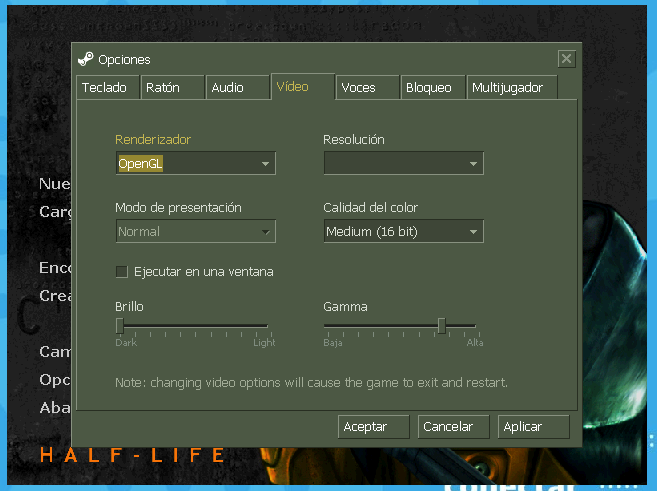 Opciones
Teclado Ratón Audio Vídeo Voces Bloqueo Multijugador
Renderizador Resolución
OpenGL
Modo de presentación Calidad del color
Normal Medium (16 bit)
Ejecutar en una ventana
Brillo Gamma
Dark Light Baja Alta
Note: changing video options will cause the game to exit and restart.
Aceptar Cancelar Aplicar
Nue
Carg
Enco
Crea
Cam
Opc
Aba
HALF-LIFE
conectar